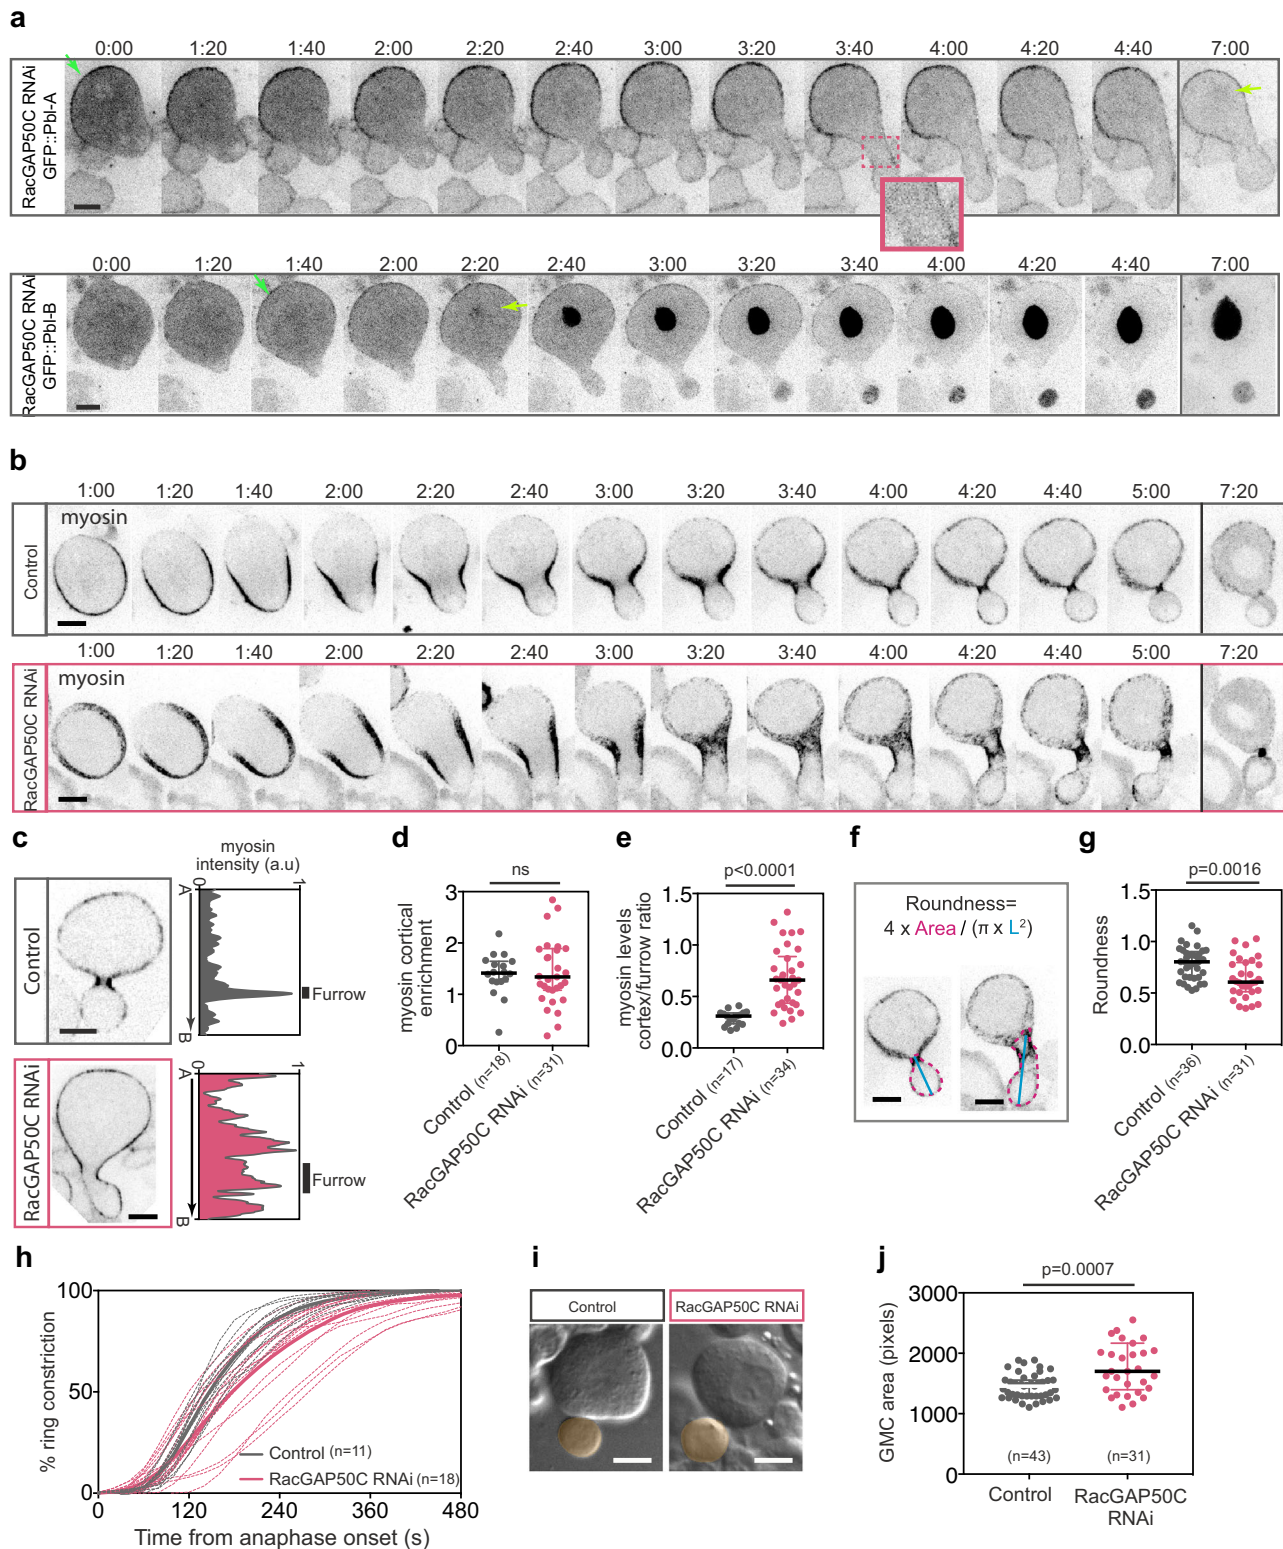 a
0:00 1:20 1:40 2:00 2:20 2:40 3:00 3:20 3:40 4:00 4:20 4:40 7:00
RacGAP50C RNAi
GFP::Pbl-A
0:00 1:20 1:40 2:00 2:20 2:40 3:00 3:20 3:40 4:00 4:20 4:40 7:00
RacGAP50C RNAi
GFP::Pbl-B
b
1:00 1:20 1:40 2:00 2:20 2:40 3:00 3:20 3:40 4:00 4:20 4:40 5:00 7:20
Control
myosin
1:00 1:20 1:40 2:00 2:20 2:40 3:00 3:20 3:40 4:00 4:20 4:40 5:00 7:20
RacGAP50C RNAi
myosin
c
myosin
intensity (a.u)
0 1
A
B
Control
Furrow
0 1
A
B
RacGAP50C RNAi
Furrow
d
ns
myosin cortical
enrichment
3
2
1
0
Control (n=18)
RacGAP50C RNAi (n=31)
e
p<0.0001
myosin levels
cortex/furrow ratio
1.5
1.0
0.5
0.0
Control (n=17)
RacGAP50C RNAi (n=34)
f
Roundness=
4 x Area / (π x L²)
g
p=0.0016
Roundness
1.5
1.0
0.5
0.0
Control (n=36)
RacGAP50C RNAi (n=31)
h
% ring constriction
100
50
0
0 120 240 360 480
Time from anaphase onset (s)
Control (n=11)
RacGAP50C RNAi (n=18)
i
Control
RacGAP50C RNAi
j
p=0.0007
GMC area (pixels)
3000
2000
1000
0
(n=43) (n=31)
Control
RacGAP50C
RNAi